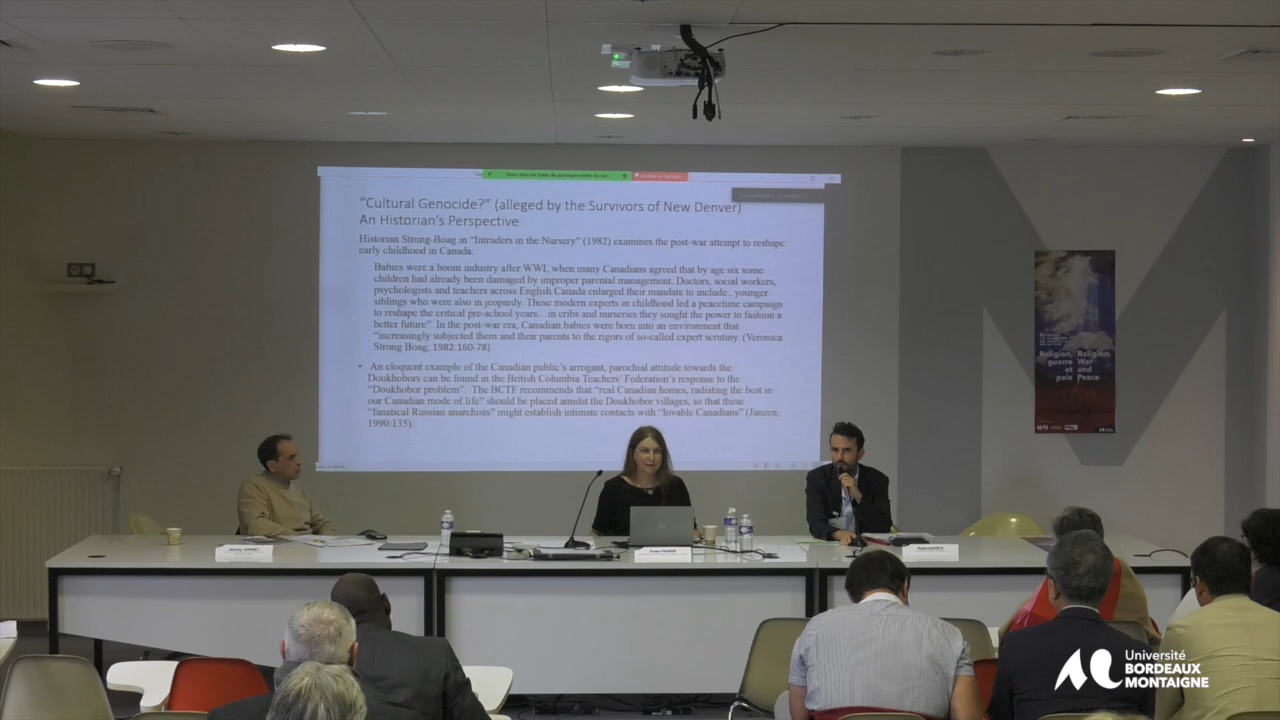 Vous êtes en train de partager votre écran
"Cultural Genocide?" (alleged by the Survivors of New Denver)
An Historian's Perspective
Historian Strong-Boag in "Intruders in the Nursery" (1982) examines the post-war attempt to reshape
early childhood in Canada.
Babies were a boom industry after WWI, when many Canadians agreed that by age six some
children had already been damaged by improper parental management. Doctors, social workers,
psychologists and teachers across English Canada enlarged their mandate to include...younger
siblings who were also in jeopardy. These modern experts in childhood led a peacetime campaign
to reshape the critical pre-school years....in cribs and nurseries they sought the power to fashion a
better future". In the post-war era, Canadian babies were born into an environment that
"increasingly subjected them and their parents to the rigors of so-called expert scrutiny. (Veronica
Strong Boag, 1982:160-78)
• An eloquent example of the Canadian public's arrogant, parochial attitude towards the
Doukhobors can be found in the British Columbia Teachers' Federation's response to the
"Doukhobor problem". The BCTF recommends that "real Canadian homes, radiating the best in
our Canadian mode of life" should be placed amidst the Doukhobor villages, so that these
"fanatical Russian anarchists" might establish intimate contacts with "lovable Canadians" (Janzen,
1990:135).
Religion, guerre et paix
Religion, War and Peace
Susan PALMER
Université
BORDEAUX
MONTAIGNE